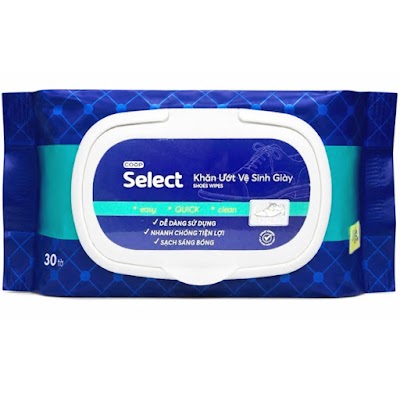 COOP
Select
Khăn Ướt Vệ Sinh Giày
SHOES WIPES
• easy • QUICK • clean
✓ DỄ DÀNG SỬ DỤNG
✓ NHANH CHÓNG TIỆN LỢI
✓ SẠCH SÁNG BÓNG
30 tờ